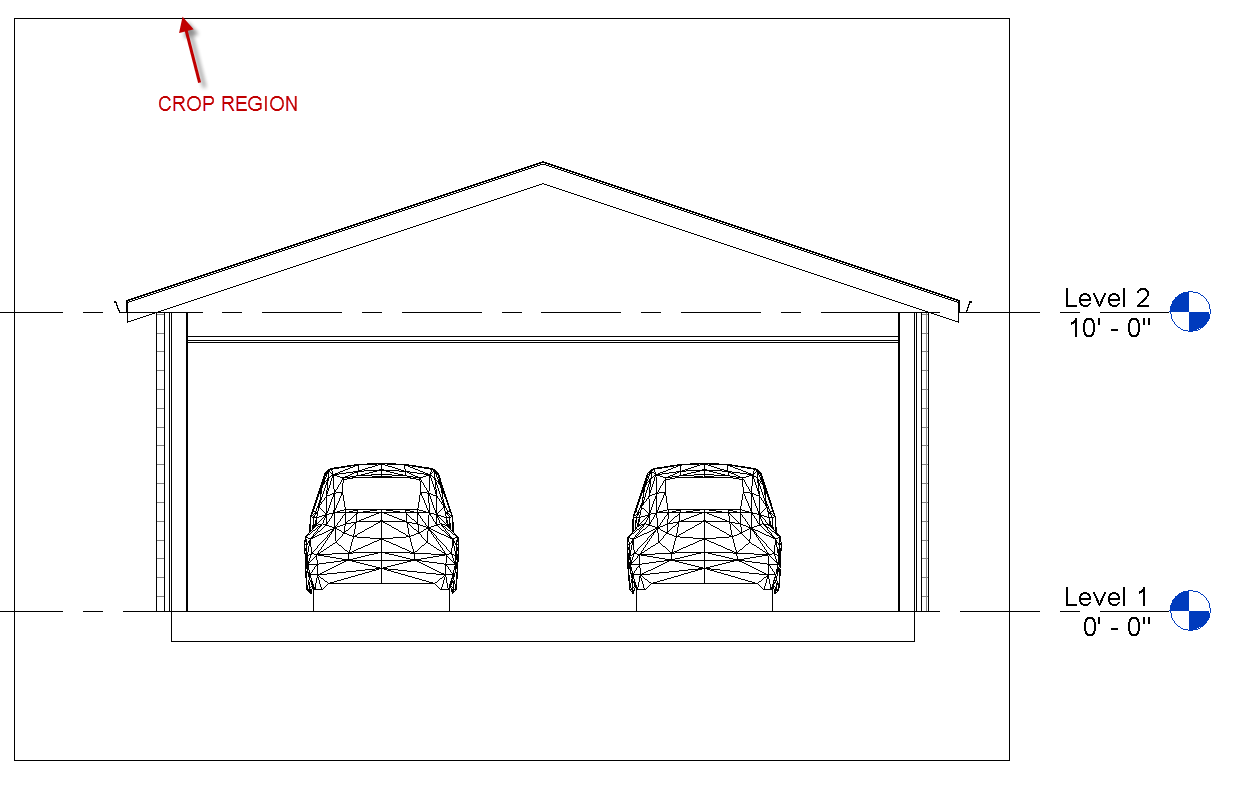 CROP REGION
Level 2
10' - 0"
Level 1
0' - 0"